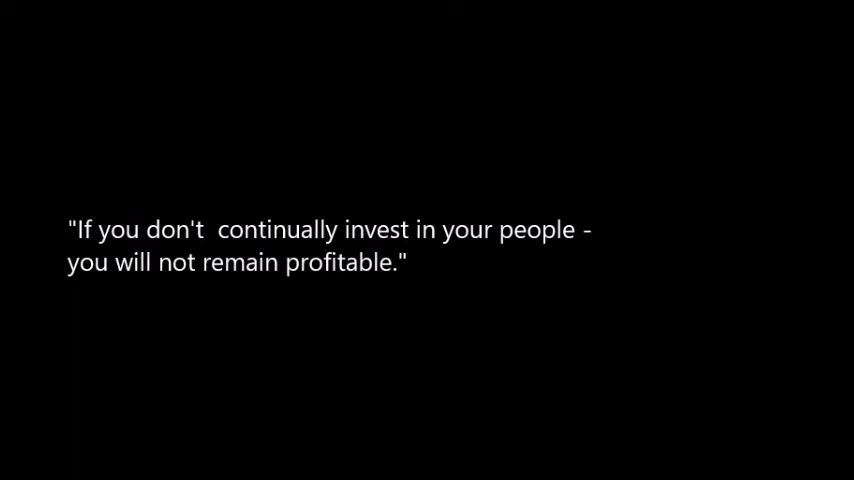 "If you don't  continually invest in your people -
you will not remain profitable."